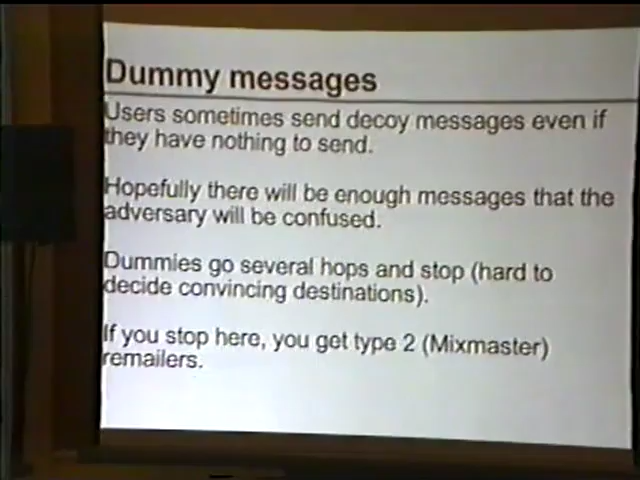 Dummy messages
Users sometimes send decoy messages even if
they have nothing to send.
Hopefully there will be enough messages that the
adversary will be confused.
Dummies go several hops and stop (hard to
decide convincing destinations).
If you stop here, you get type 2 (Mixmaster)
remailers.